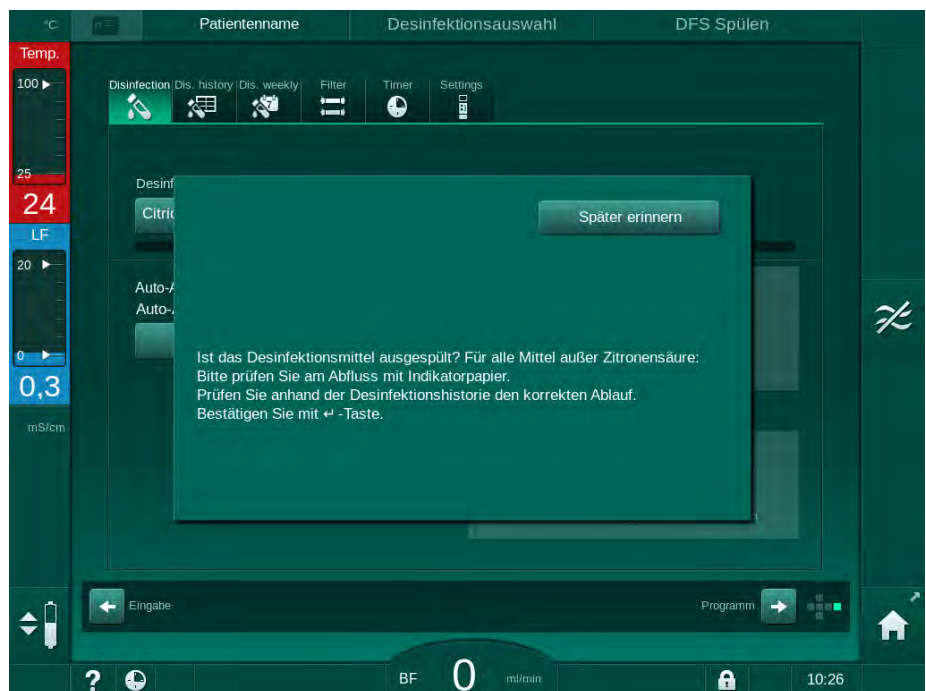 °C
Patientenname
Desinfektionsauswahl
DFS Spülen
Temp.
100
25
24
LF
20
0
0,3
mS/cm
Disinfection
Dis. history
Dis. weekly
Filter
Timer
Settings
Desinf
Citric
Später erinnern
Auto-A
Auto-
Ist das Desinfektionsmittel ausgespült? Für alle Mittel außer Zitronensäure:
Bitte prüfen Sie am Abfluss mit Indikatorpapier.
Prüfen Sie anhand der Desinfektionshistorie den korrekten Ablauf.
Bestätigen Sie mit ↵ -Taste.
Eingabe
Programm
?
BF 0 ml/min
10:26